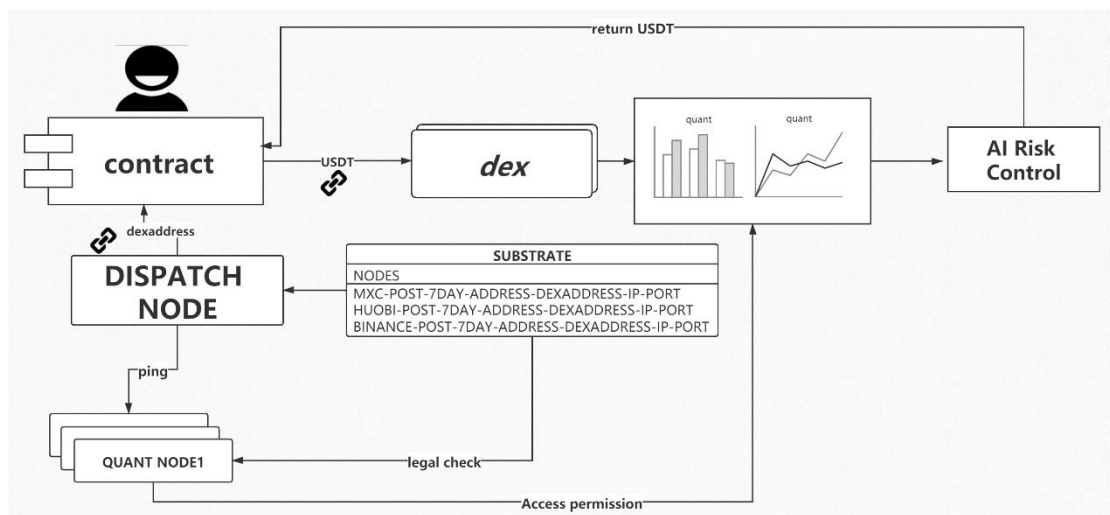 return USDT
contract
USDT
dex
quant
quant
AI Risk
Control
dexaddress
DISPATCH
NODE
SUBSTRATE
NODES
MXC-POST-7DAY-ADDRESS-DEXADDRESS-IP-PORT
HUOBI-POST-7DAY-ADDRESS-DEXADDRESS-IP-PORT
BINANCE-POST-7DAY-ADDRESS-DEXADDRESS-IP-PORT
ping
QUANT NODE1
legal check
Access permission